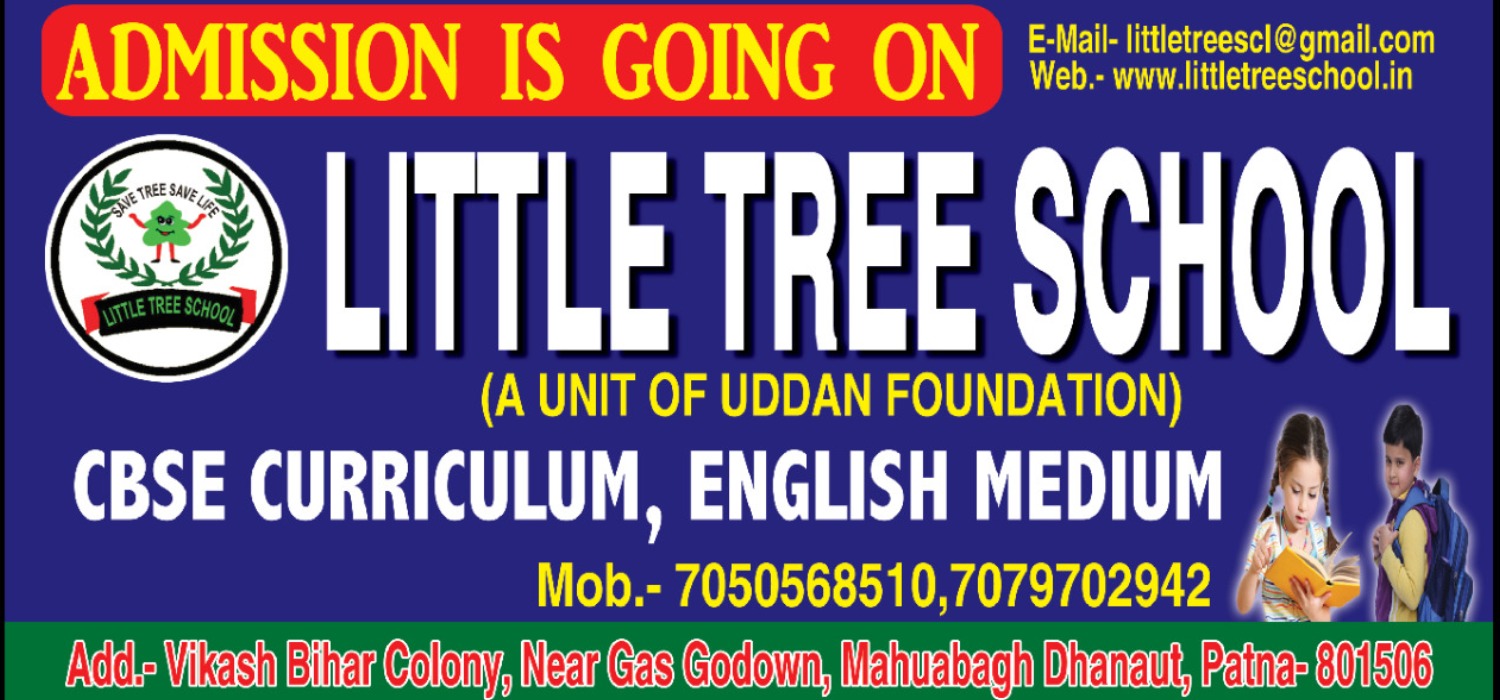 ADMISSION IS GOING ON
E-Mail- littletreescl@gmail.com
Web.- www.littletreeschool.in
SAVE TREE SAVE LIFE
LITTLE TREE SCHOOL
LITTLE TREE SCHOOL
(A UNIT OF UDDAN FOUNDATION)
CBSE CURRICULUM, ENGLISH MEDIUM
Mob.- 7050568510,7079702942
Add.- Vikash Bihar Colony, Near Gas Godown, Mahuabagh Dhanaut, Patna- 801506